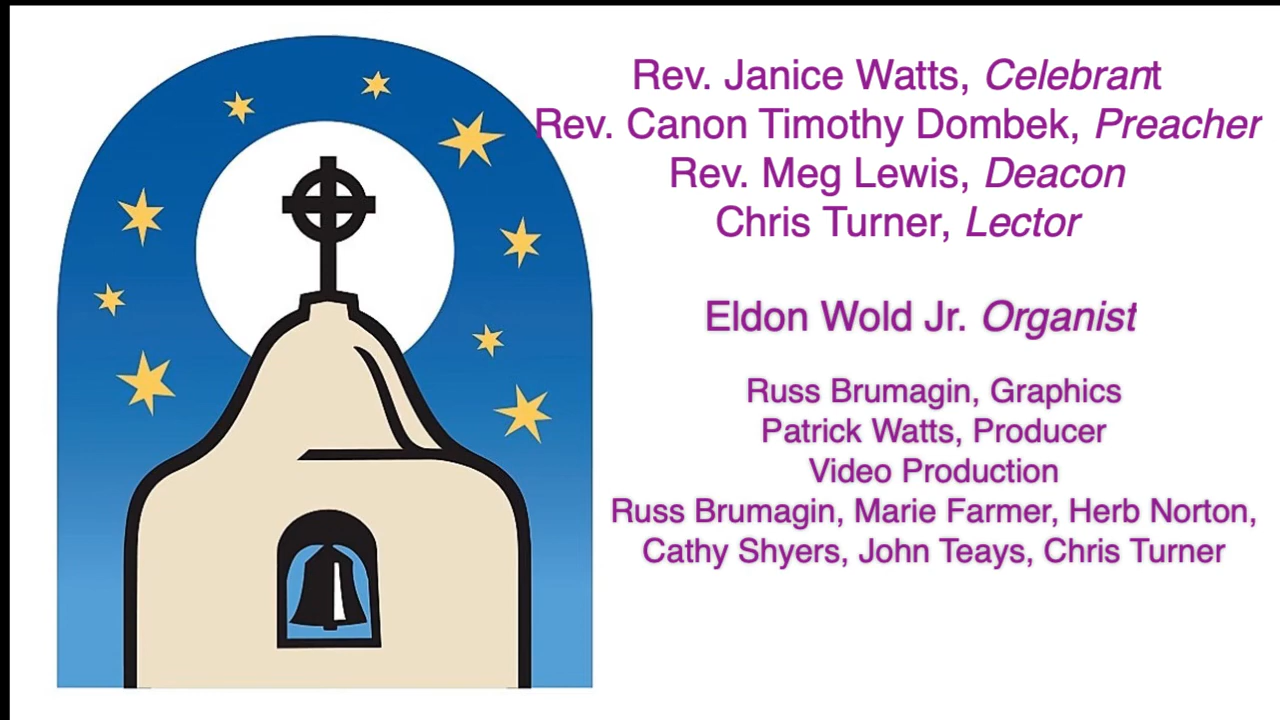 Rev. Janice Watts, Celebrant
Rev. Canon Timothy Dombek, Preacher
Rev. Meg Lewis, Deacon
Chris Turner, Lector
Eldon Wold Jr. Organist
Russ Brumagin, Graphics
Patrick Watts, Producer
Video Production
Russ Brumagin, Marie Farmer, Herb Norton,
Cathy Shyers, John Teays, Chris Turner